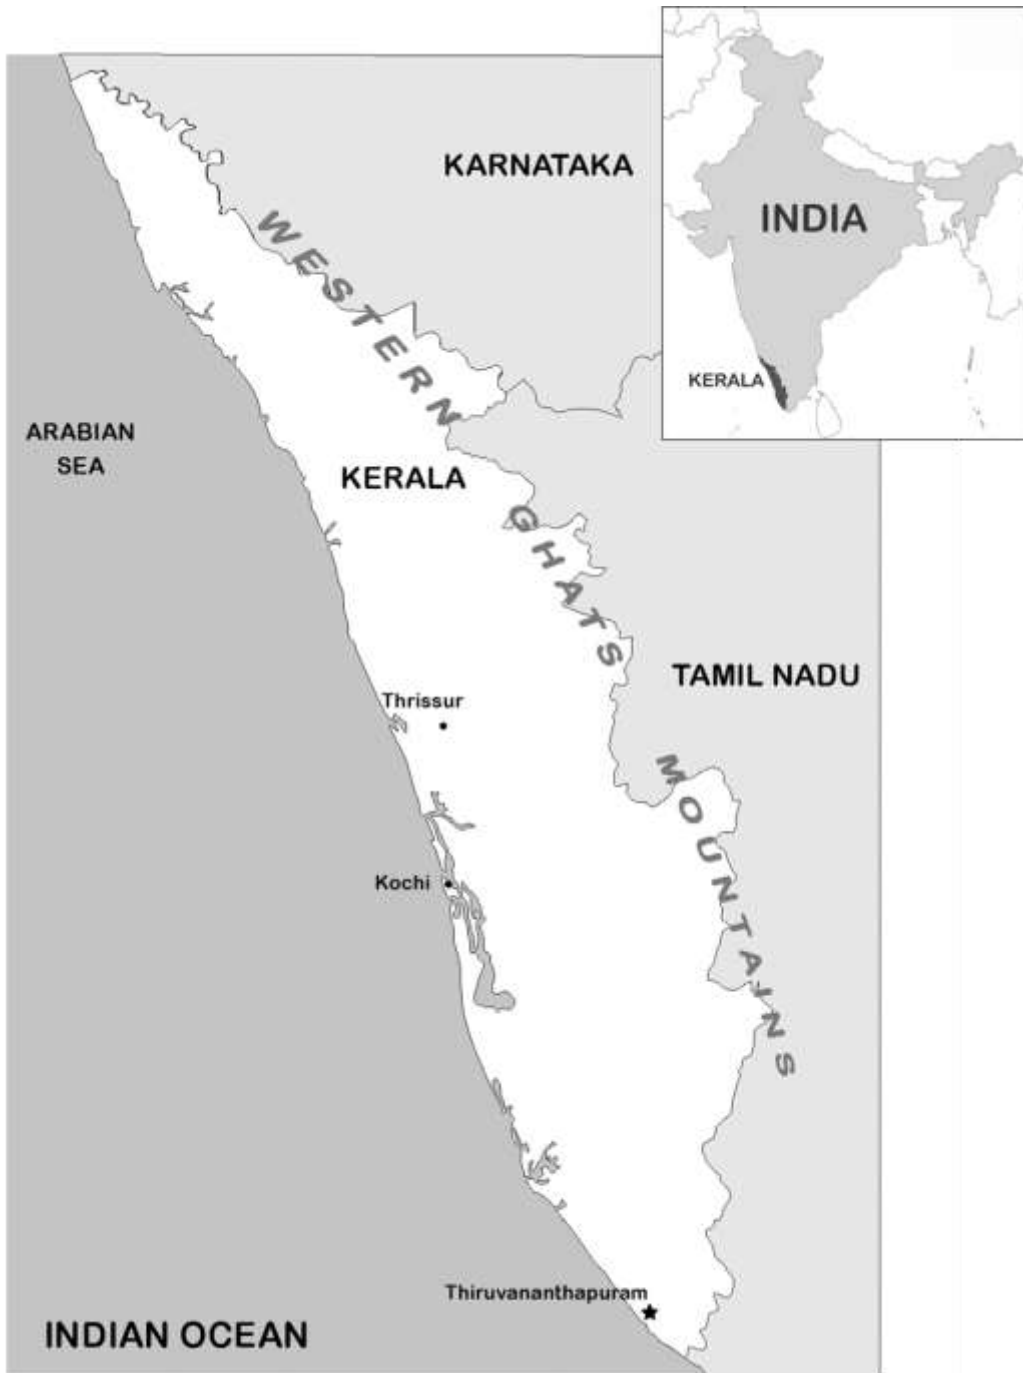 KARNATAKA
INDIA
KERALA
WESTERN GHATS MOUNTAINS
ARABIAN
SEA
KERALA
TAMIL NADU
Thrissur
Kochi
Thiruvananthapuram
INDIAN OCEAN